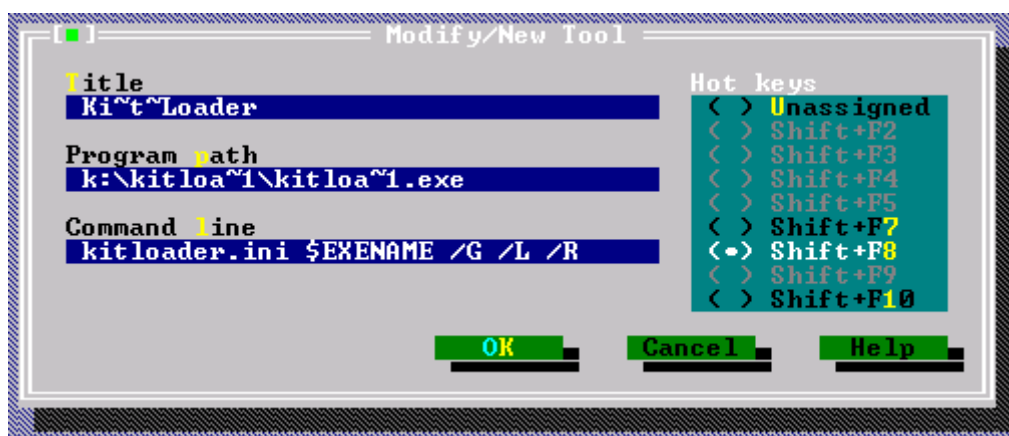 [■] Modify/New Tool
Title
Ki~t~Loader
Program path
k:\kitloa~1\kitloa~1.exe
Command line
kitloader.ini $EXENAME /G /L /R
Hot keys
( ) Unassigned
( ) Shift+F2
( ) Shift+F3
( ) Shift+F4
( ) Shift+F5
( ) Shift+F7
(•) Shift+F8
( ) Shift+F9
( ) Shift+F10
OK Cancel Help